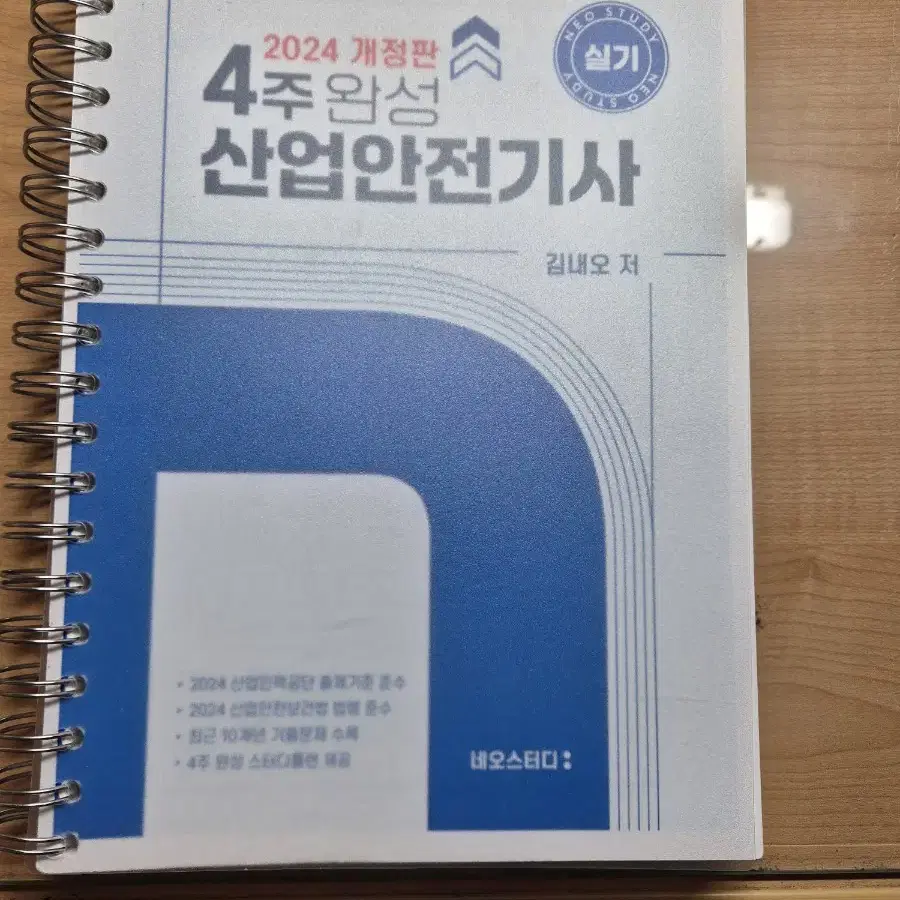 2024 개정판
4주 완성
산업안전기사
NEO STUDY
실기
NEO STUDY
김내오 저
• 2024 산업인력공단 출제기준 준수
• 2024 산업안전보건법 법령 준수
• 최근 10개년 기출문제 수록
• 4주 완성 스터디플랜 제공
네오스터디: